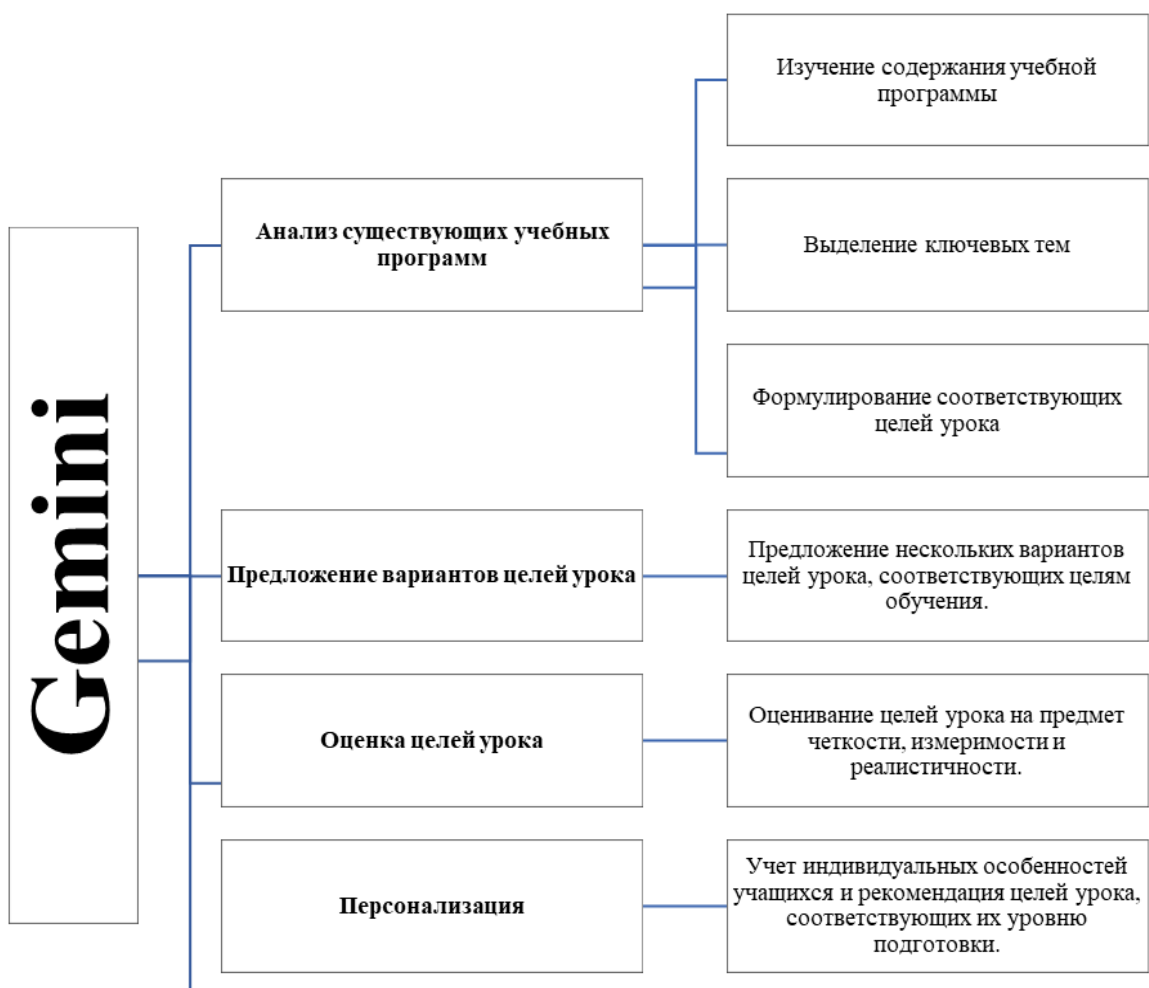 Gemini
Анализ существующих учебных
программ
Изучение содержания учебной
программы
Выделение ключевых тем
Формулирование соответствующих
целей урока
Предложение вариантов целей урока
Предложение нескольких вариантов
целей урока, соответствующих целям
обучения.
Оценка целей урока
Оценивание целей урока на предмет
четкости, измеримости и
реалистичности.
Персонализация
Учет индивидуальных особенностей
учащихся и рекомендация целей урока,
соответствующих их уровню
подготовки.